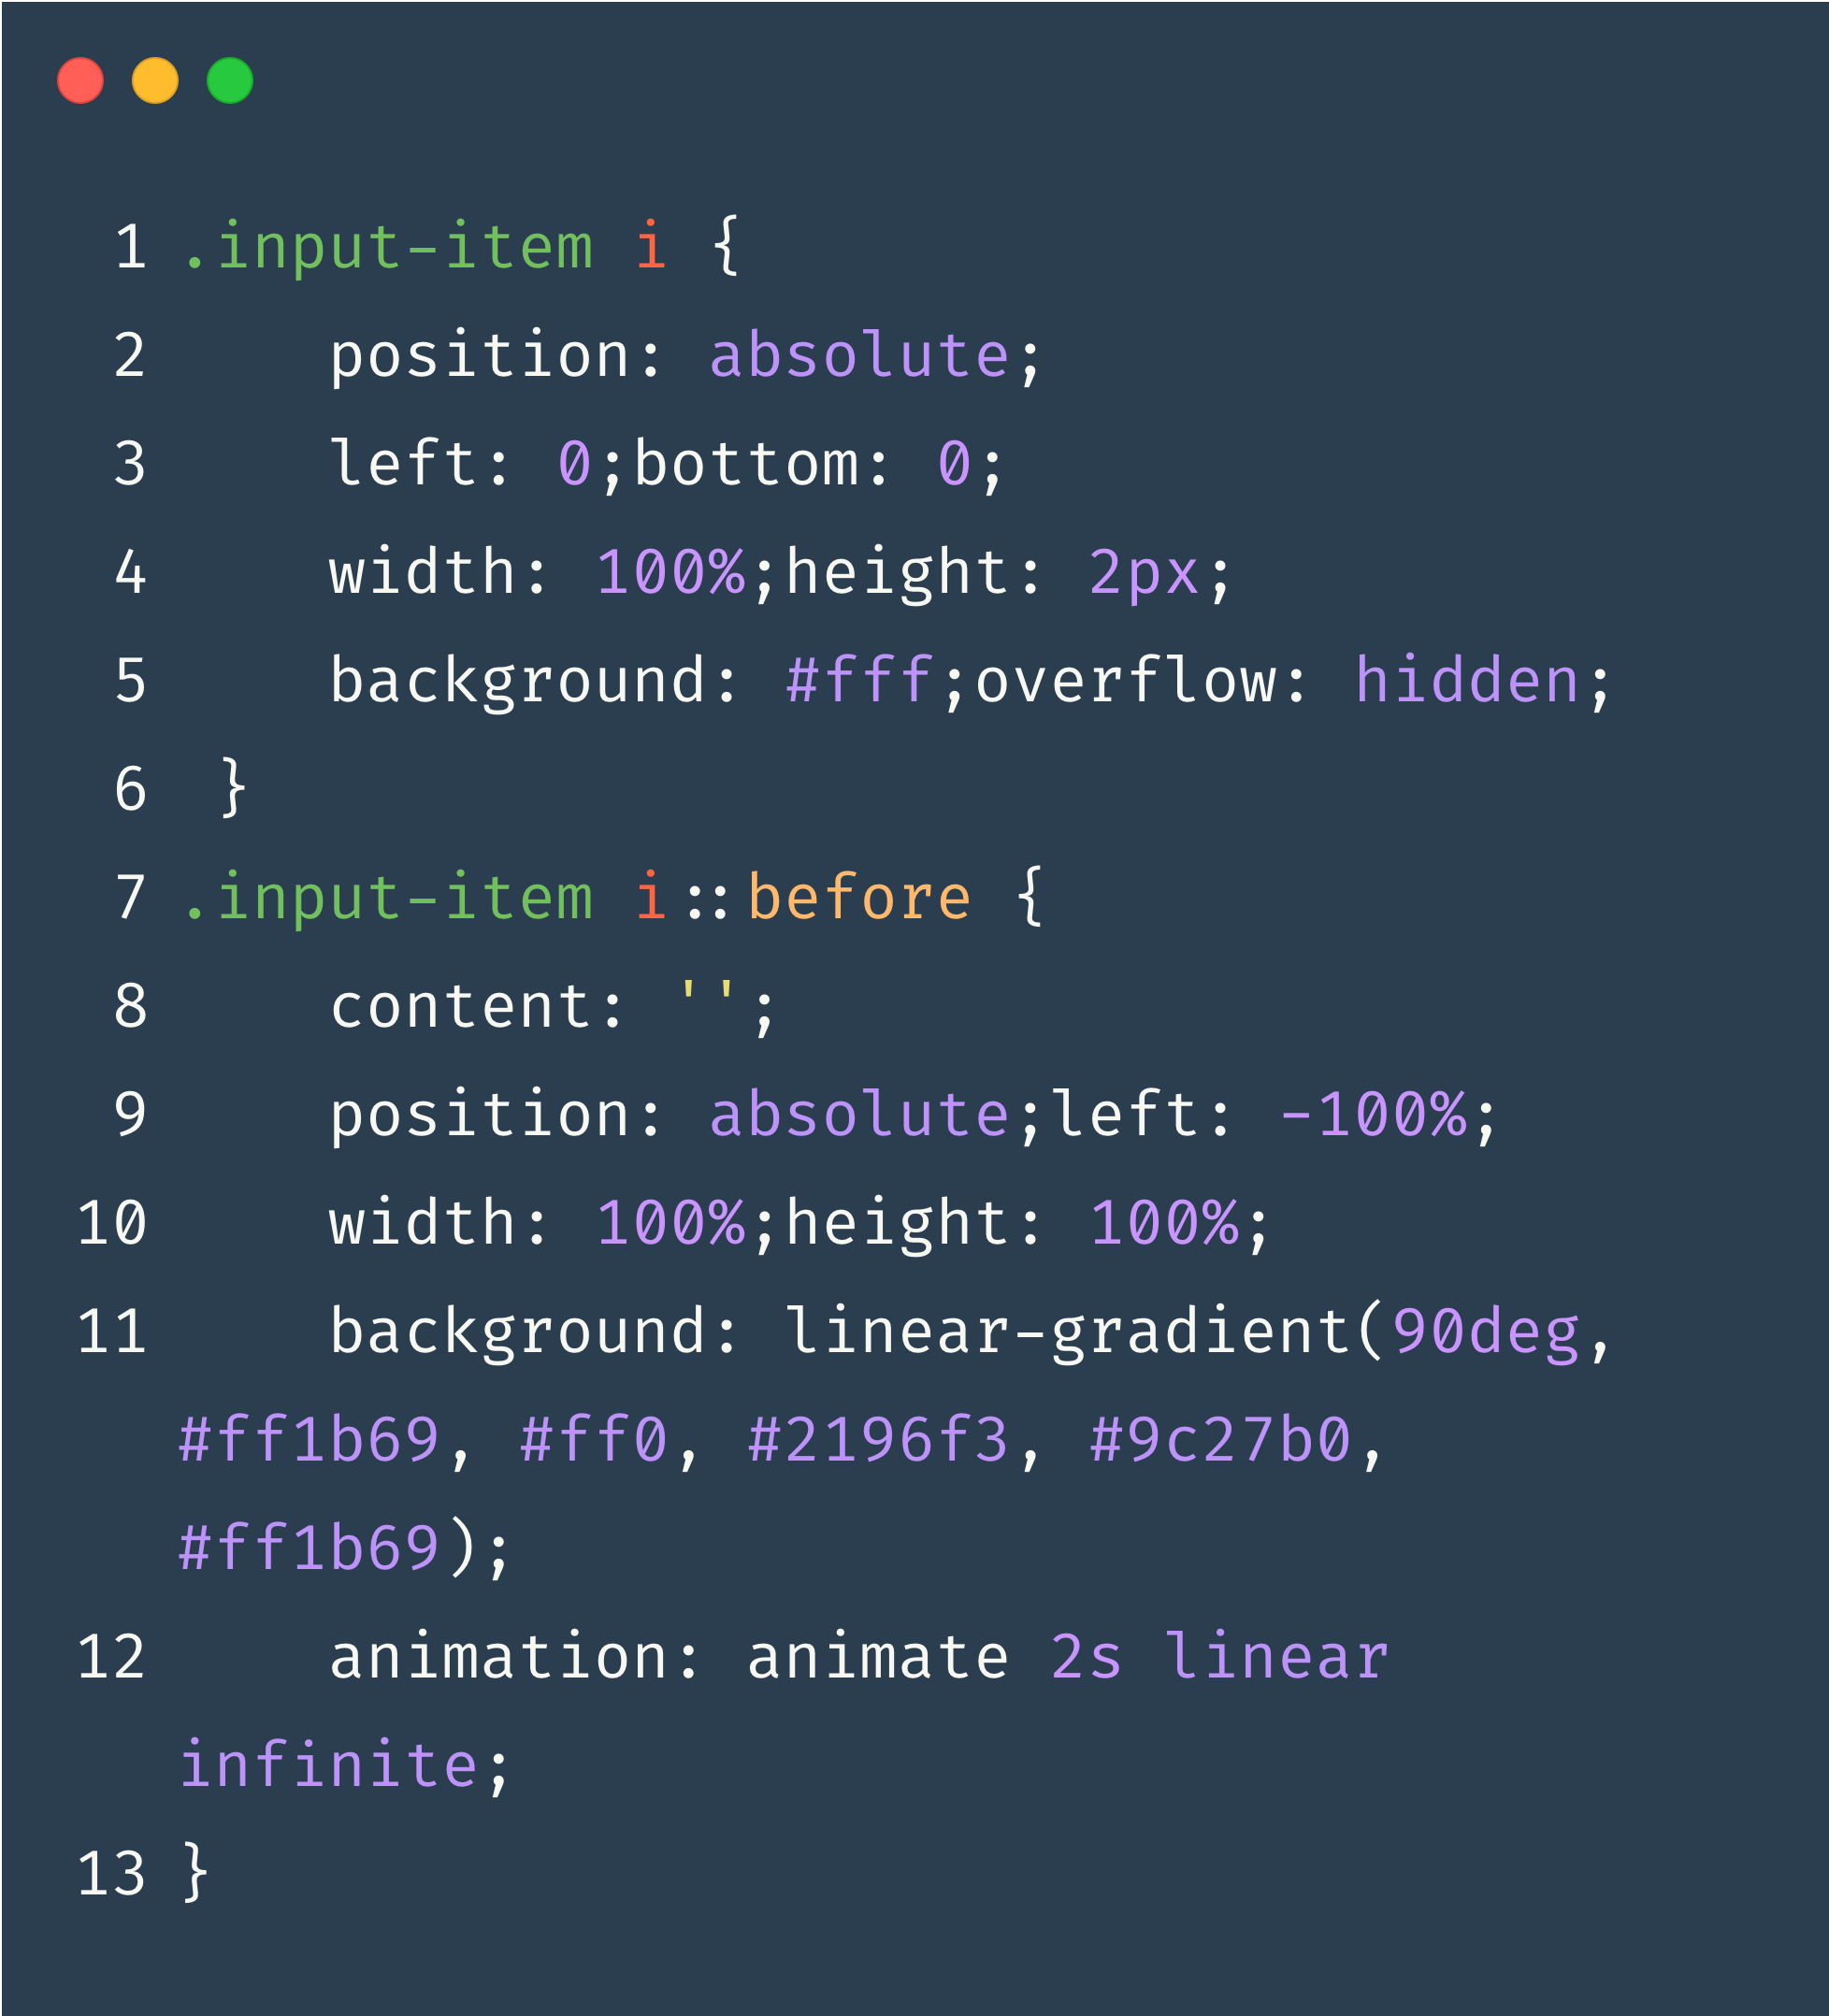 1 .input-item i {
2     position: absolute;
3     left: 0;bottom: 0;
4     width: 100%;height: 2px;
5     background: #fff;overflow: hidden;
6  }
7 .input-item i::before {
8     content: '';
9     position: absolute;left: -100%;
10     width: 100%;height: 100%;
11     background: linear-gradient(90deg,
#ff1b69, #ff0, #2196f3, #9c27b0,
#ff1b69);
12     animation: animate 2s linear
infinite;
13 }